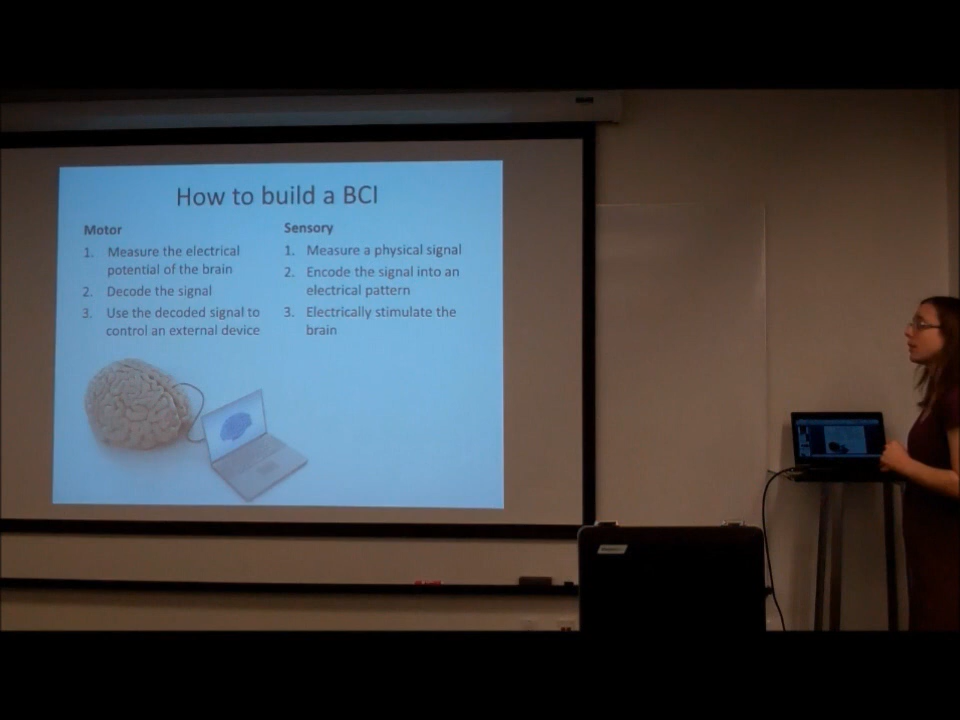 How to build a BCI
Motor
1. Measure the electrical
potential of the brain
2. Decode the signal
3. Use the decoded signal to
control an external device
Sensory
1. Measure a physical signal
2. Encode the signal into an
electrical pattern
3. Electrically stimulate the
brain